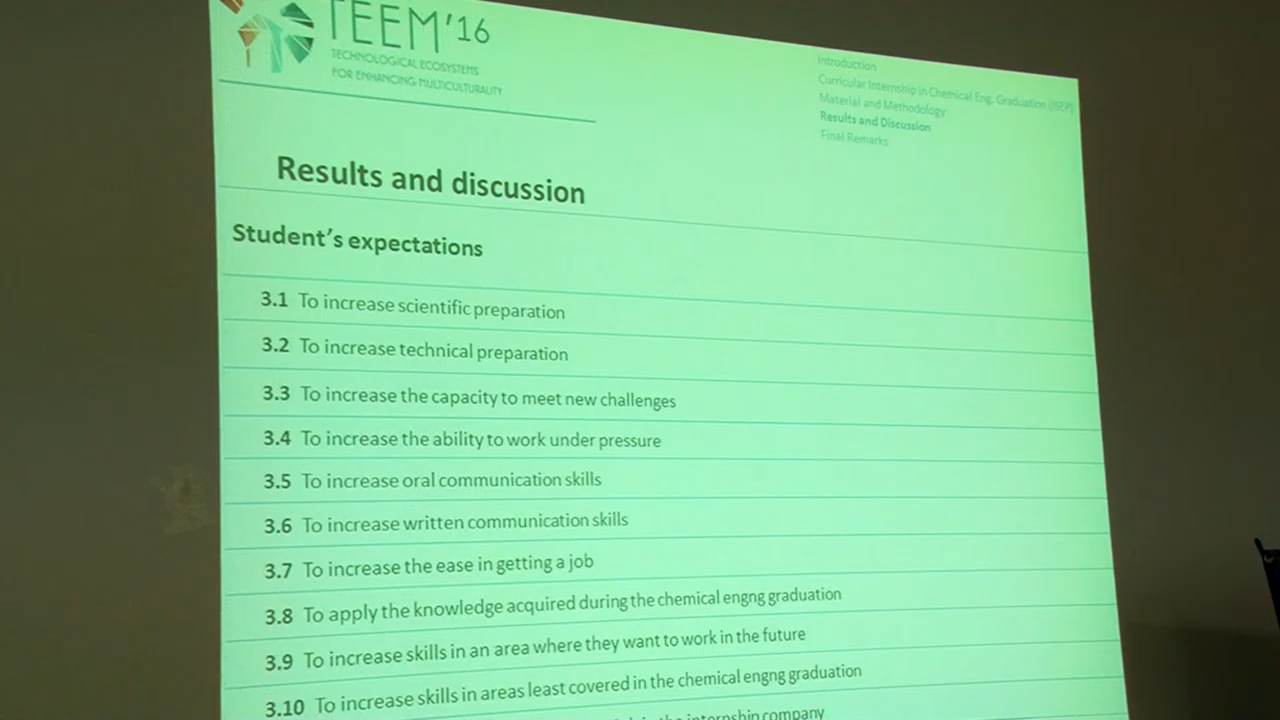 TEEM'16
TECHNOLOGICAL ECOSYSTEMS
FOR ENHANCING MULTICULTURALITY
Introduction
Curricular Internship in Chemical Eng. Graduation (ISEP)
Material and Methodology
Results and Discussion
Final Remarks
Results and discussion
Student's expectations
3.1 To increase scientific preparation
3.2 To increase technical preparation
3.3 To increase the capacity to meet new challenges
3.4 To increase the ability to work under pressure
3.5 To increase oral communication skills
3.6 To increase written communication skills
3.7 To increase the ease in getting a job
3.8 To apply the knowledge acquired during the chemical engng graduation
3.9 To increase skills in an area where they want to work in the future
3.10 To increase skills in areas least covered in the chemical engng graduation
in the internship company